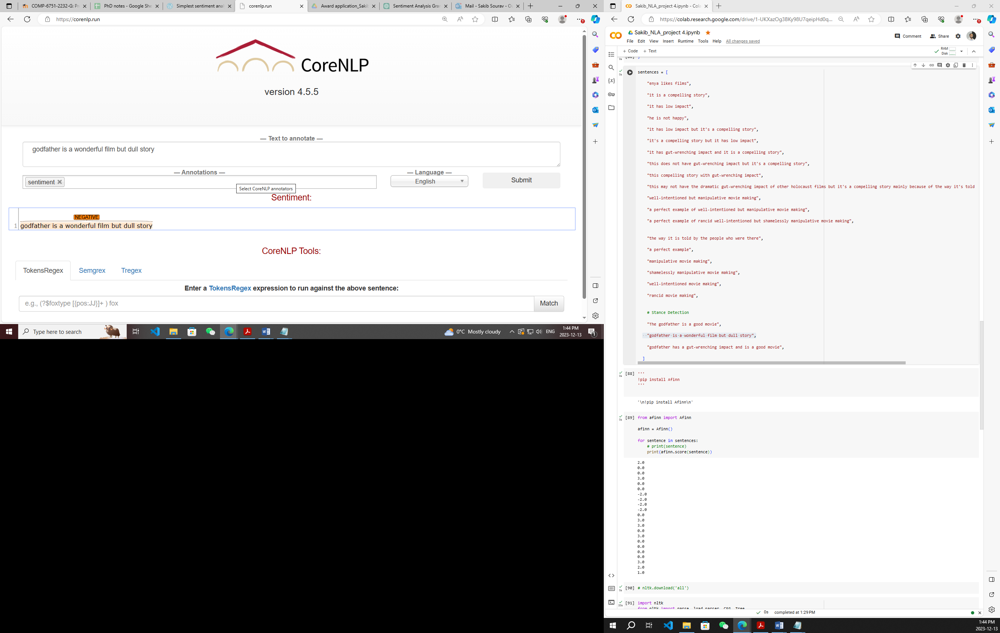 COMP-6751-2232-G: Pr
PhD notes - Google She
Simplest sentiment anal
corenlp.run
Award application_Sakib
Sentiment Analysis Gra
Mail - Sakib Sourav - O
https://corenlp.run
CoreNLP
version 4.5.5
— Text to annotate —
godfather is a wonderful film but dull story
— Annotations —
— Language —
sentiment
English
Submit
Select CoreNLP annotators
Sentiment:
NEGATIVE
1 godfather is a wonderful film but dull story
CoreNLP Tools:
TokensRegex Semgrex Tregex
Enter a TokensRegex expression to run against the above sentence:
e.g., (?$foxtype [{pos:JJ}]+ ) fox
Match
Type here to search
0°C Mostly cloudy
ENG
1:44 PM
2023-12-13
1
Sakib_NLA_project 4.ipynb - Cola
https://colab.research.google.com/drive/1-UKXazOg3BKy98U7qeipHd0q...
Sakib_NLA_project 4.ipynb
File Edit View Insert Runtime Tools Help All changes saved
Comment Share
+ Code + Text
RAM
Disk
0s
{x}
0s
sentences = [
"enya likes films",
"it is a compelling story",
"it has low impact",
"he is not happy",
"it has low impact but it's a compelling story",
"it's a compelling story but it has low impact",
"it has gut-wrenching impact and it is a compelling story",
"this does not have gut-wrenching impact but it's a compelling story",
"this compelling story with gut-wrenching impact",
"this may not have the dramatic gut-wrenching impact of other holocaust films but it's a compelling story mainly because of the way it's told
"well-intentioned but manipulative movie making",
"a perfect example of well-intentioned but manipulative movie making",
"a perfect example of rancid well-intentioned but shamelessly manipulative movie making",
"the way it is told by the people who were there",
"a perfect example",
"manipulative movie making",
"shamelessly manipulative movie making",
"well-intentioned movie making",
"rancid movie making",
# Stance Detection
"The godfather is a good movie",
"godfather is a wonderful film but dull story",
"godfather has a gut-wrenching impact and is a good movie",
]
0s
[88] '''
!pip install Afinn
'''
'\n!pip install Afinn\n'
0s
[89] from afinn import Afinn
afinn = Afinn()
for sentence in sentences:
# print(sentence)
print(afinn.score(sentence))
2.0
0.0
0.0
3.0
0.0
0.0
-2.0
-2.0
-2.0
-2.0
0.0
3.0
3.0
0.0
3.0
0.0
0.0
0.0
0.0
3.0
2.0
1.0
0s
[90] # nltk.download('all')
20s
[91] import nltk
from nltk import parse, load_parser, CFG, Tree
0s completed at 1:29 PM
1:44 PM
2023-12-13